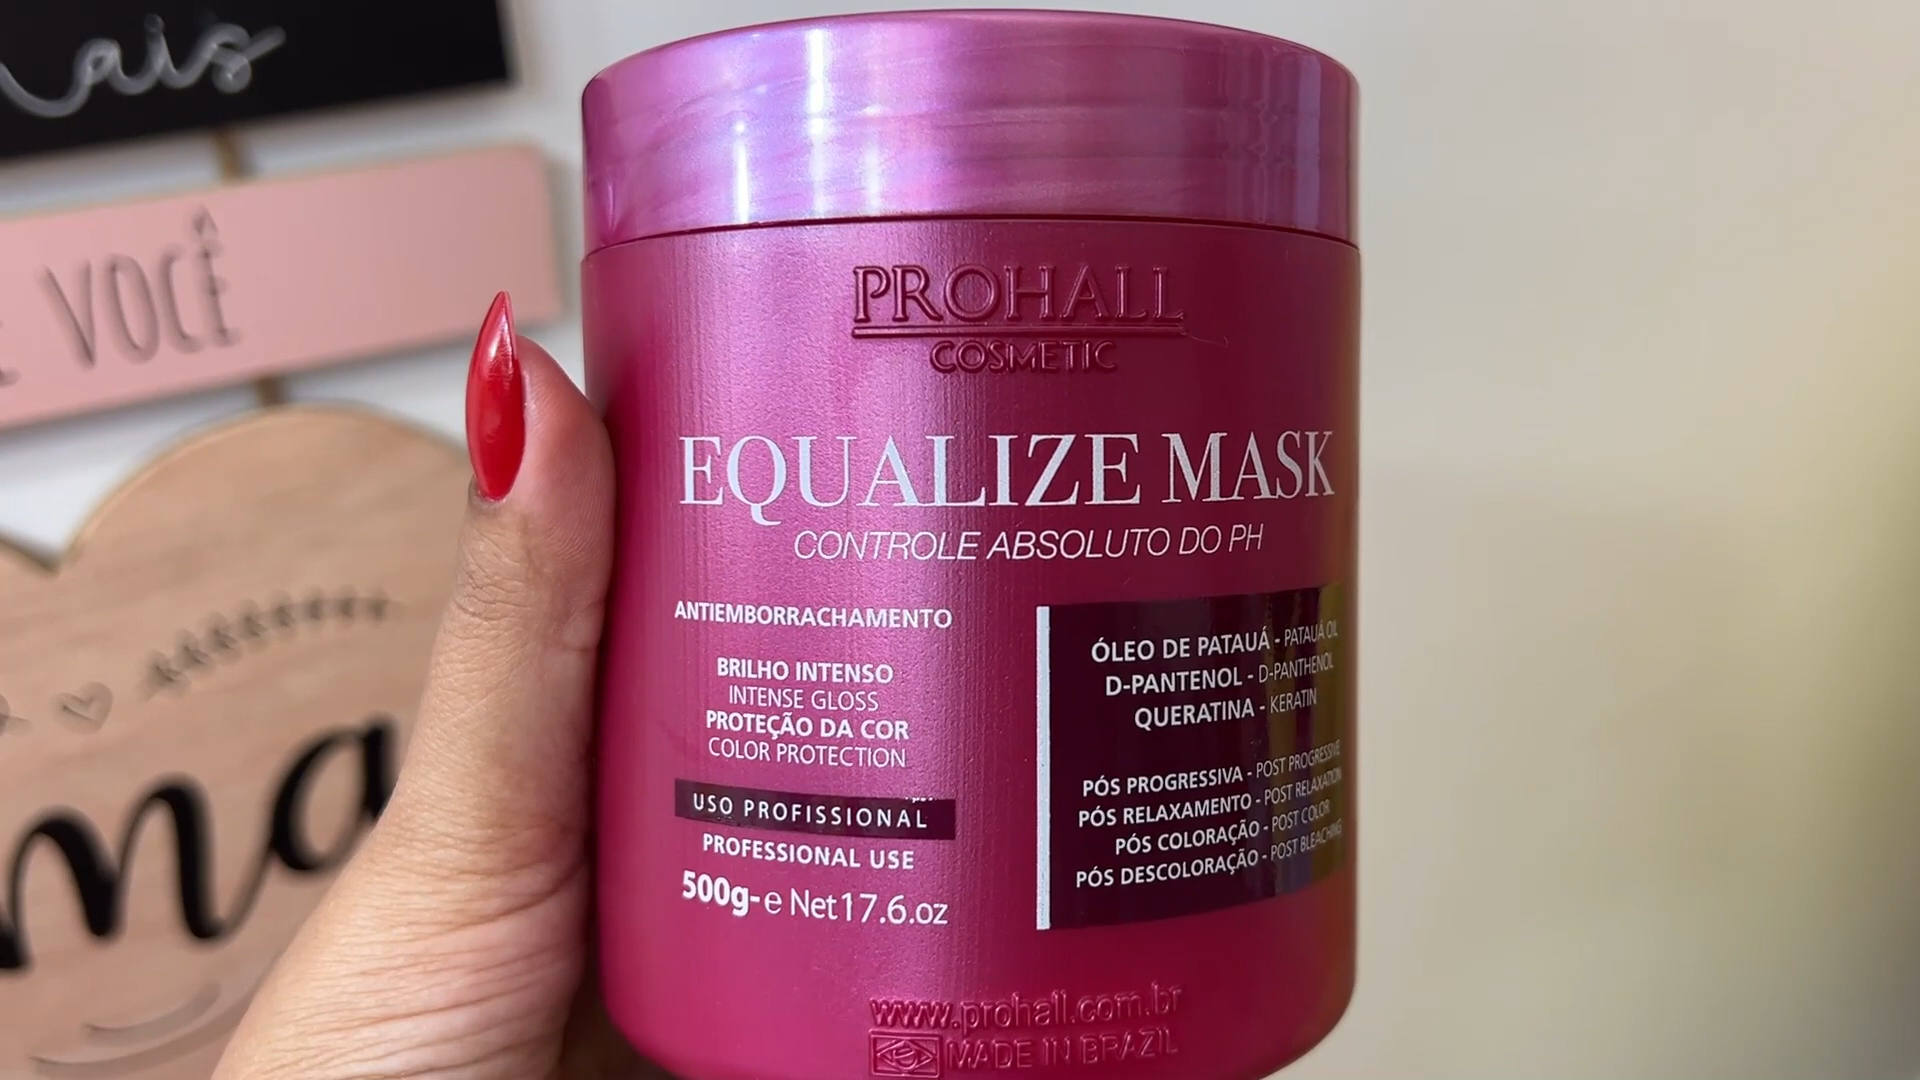 ais
VOCÊ
ma
PROHALL
COSMETIC
EQUALIZE MASK
CONTROLE ABSOLUTO DO PH
ANTIEMBORRACHAMENTO
BRILHO INTENSO
INTENSE GLOSS
PROTEÇÃO DA COR
COLOR PROTECTION
USO PROFISSIONAL
PROFESSIONAL USE
500g-e Net17.6.oz
ÓLEO DE PATAUÁ - PATAUÁ OIL
D-PANTENOL - D-PANTHENOL
QUERATINA - KERATIN
PÓS PROGRESSIVA - POST PROGRESSIVE
PÓS RELAXAMENTO - POST RELAXATION
PÓS COLORAÇÃO - POST COLOR
PÓS DESCOLORAÇÃO - POST BLEACHING
www.prohall.com.br
MADE IN BRAZIL